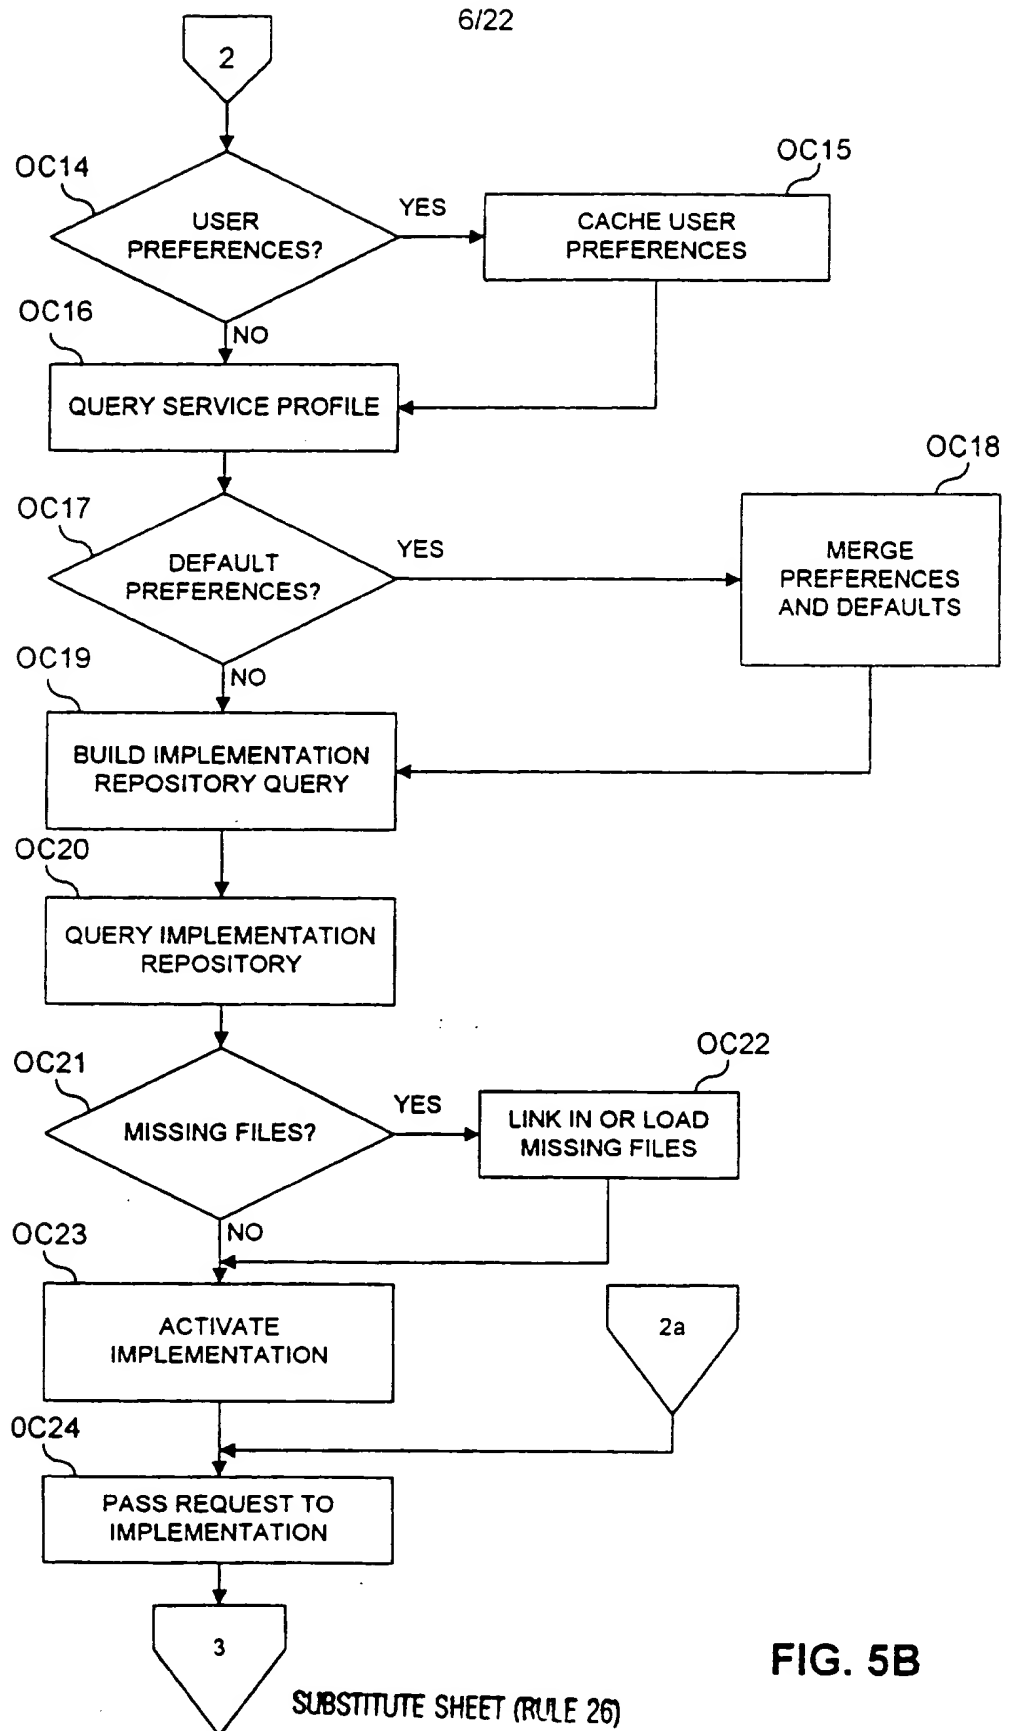 6/22
2
OC14
USER
PREFERENCES?
YES
OC15
CACHE USER
PREFERENCES
OC16
NO
QUERY SERVICE PROFILE
OC17
DEFAULT
PREFERENCES?
YES
OC18
MERGE
PREFERENCES
AND DEFAULTS
OC19
NO
BUILD IMPLEMENTATION
REPOSITORY QUERY
OC20
QUERY IMPLEMENTATION
REPOSITORY
OC21
MISSING FILES?
YES
OC22
LINK IN OR LOAD
MISSING FILES
OC23
NO
ACTIVATE
IMPLEMENTATION
2a
0C24
PASS REQUEST TO
IMPLEMENTATION
3
FIG. 5B
SUBSTITUTE SHEET (RULE 26)